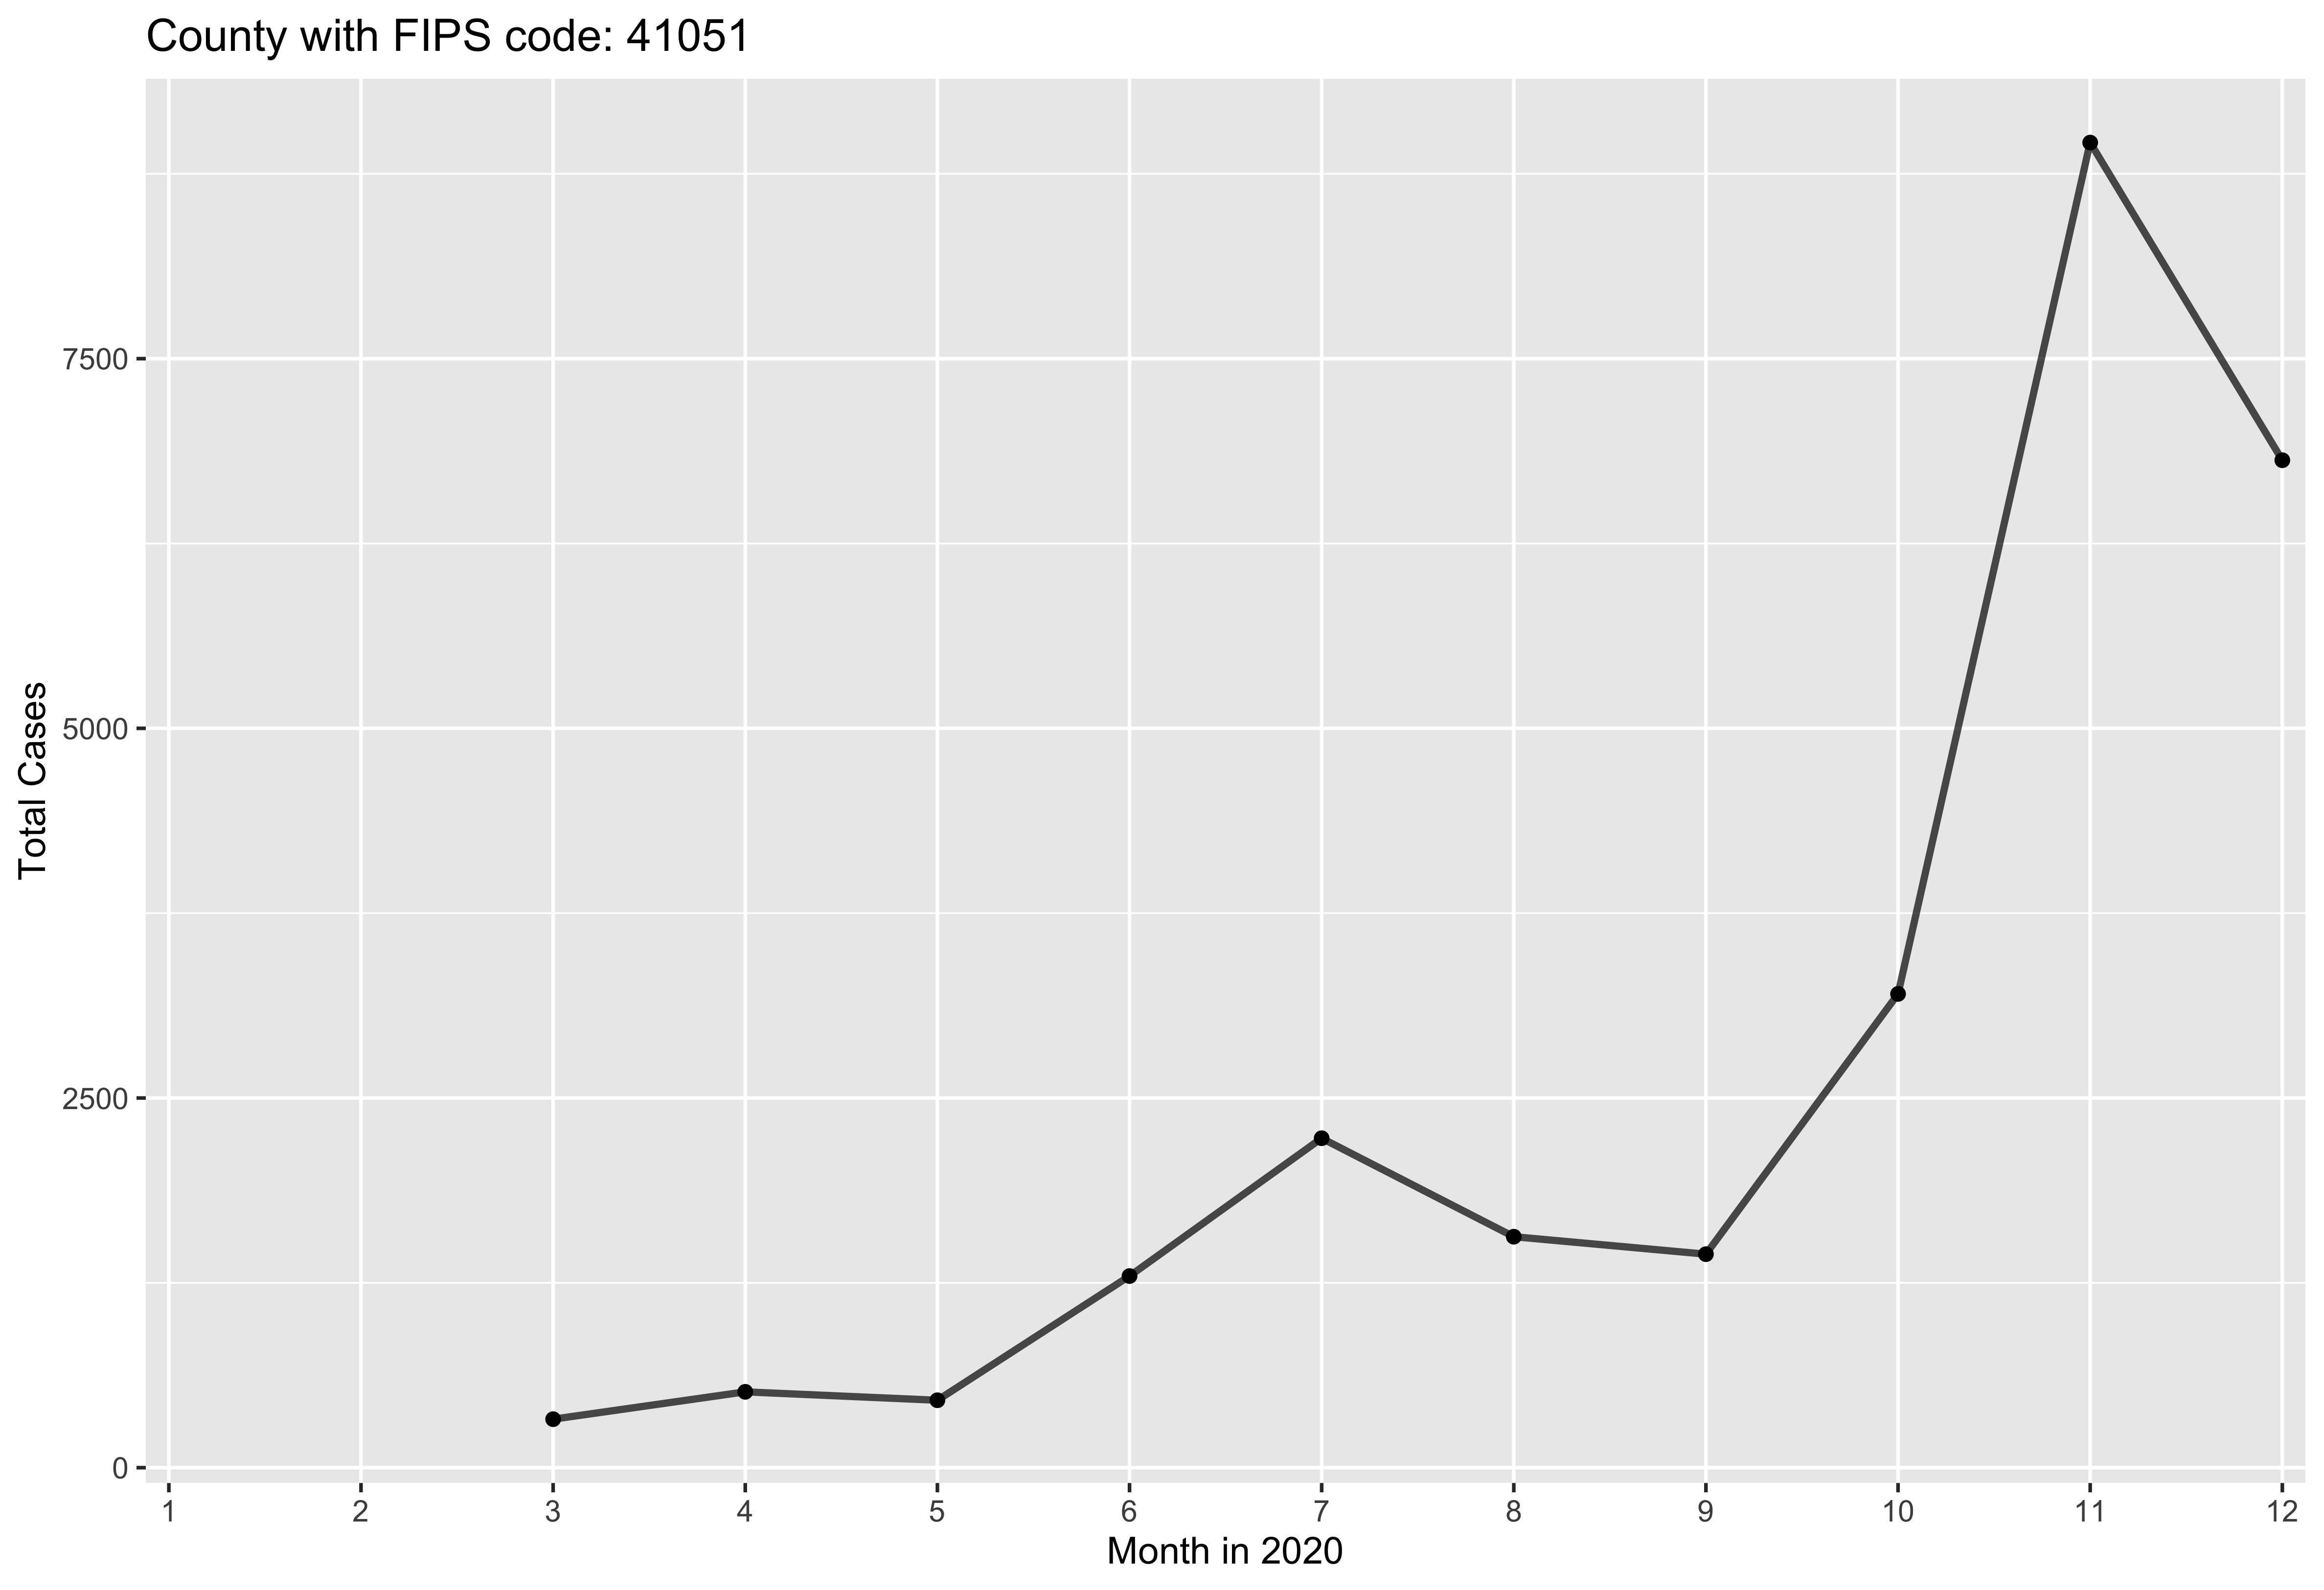 County with FIPS code: 41051
Total Cases
7500
5000
2500
0
1 2 3 4 5 6 7 8 9 10 11 12
Month in 2020